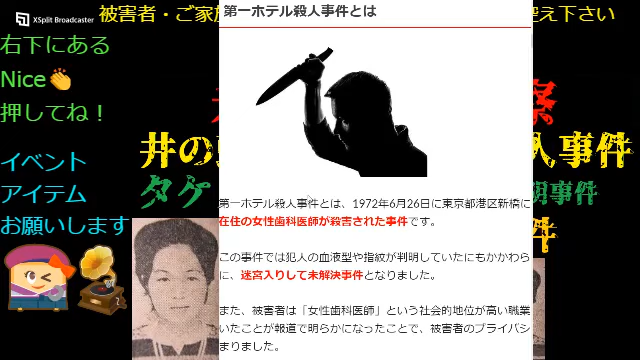 XSplit Broadcaster
被害者・ご家族
控え下さい
右下にある
Nice👏
押してね！
イベント
アイテム
お願いします
第一ホテル殺人事件とは
井の
人事件
タケ
明事件
件
第一ホテル殺人事件とは、1972年6月26日に東京都港区新橋に
在住の女性歯科医師が殺害された事件です。
この事件では犯人の血液型や指紋が判明していたにもかかわら
に、迷宮入りして未解決事件となりました。
また、被害者は「女性歯科医師」という社会的地位が高い職業
いたことが報道で明らかになったことで、被害者のプライバシ
まりました。